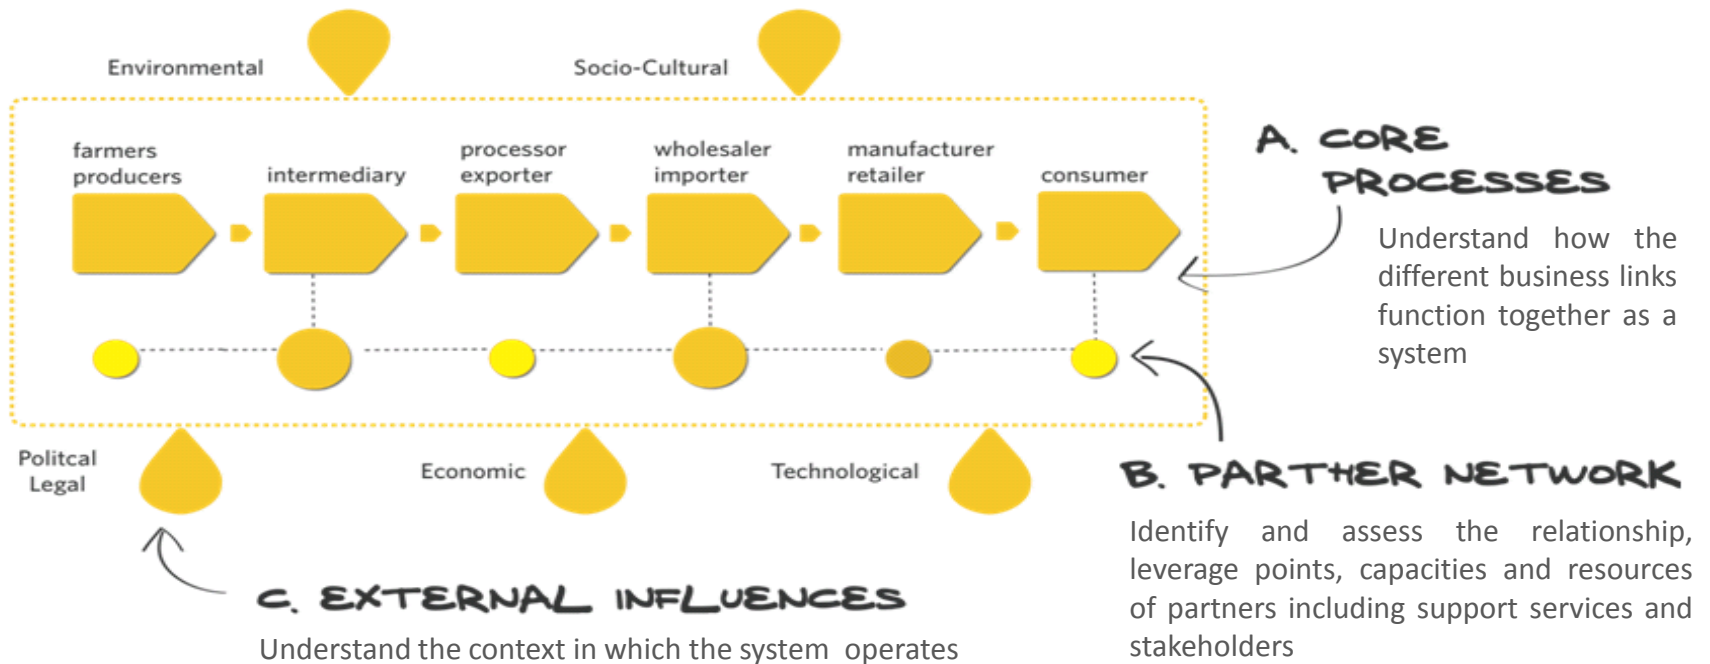 Environmental
Socio-Cultural
farmers
producers
intermediary
processor
exporter
wholesaler
importer
manufacturer
retailer
consumer
A. CORE
PROCESSES
Understand how the
different business links
function together as a
system
Politcal
Legal
Economic
Technological
B. PARTHER NETWORK
Identify and assess the relationship,
leverage points, capacities and resources
of partners including support services and
stakeholders
C. EXTERNAL INFLUENCES
Understand the context in which the system operates